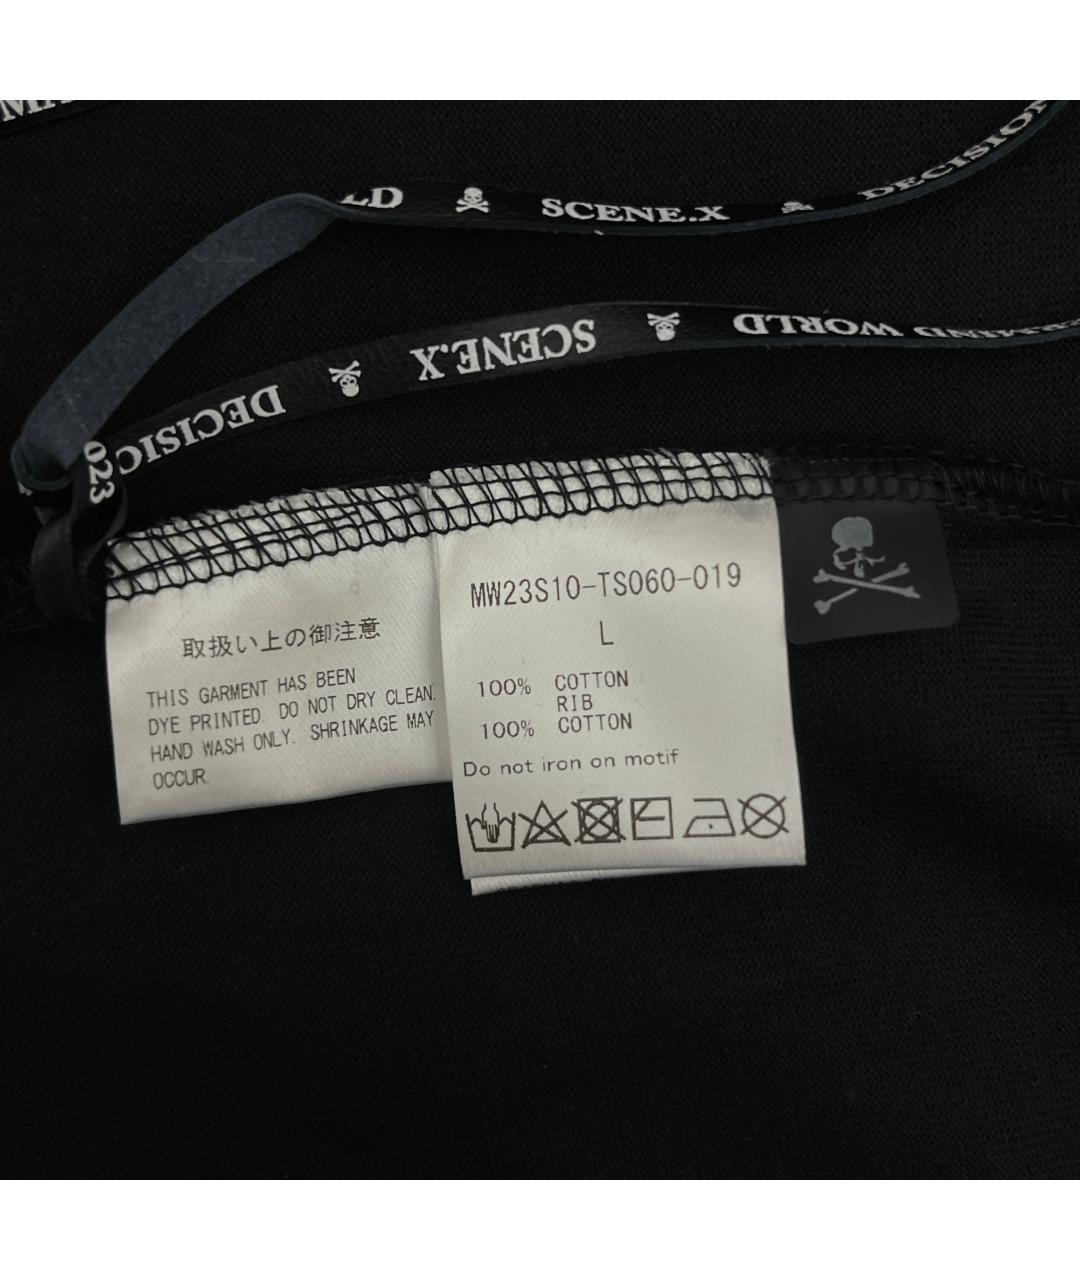 LD SCENE.X DECISION
DECISIO SCENE.X WORLD
023
取扱い上の御注意
THIS GARMENT HAS BEEN
DYE PRINTED. DO NOT DRY CLEAN.
HAND WASH ONLY. SHRINKAGE MAY
OCCUR.
MW23S10-TS060-019
L
100% COTTON
RIB
100% COTTON
Do not iron on motif